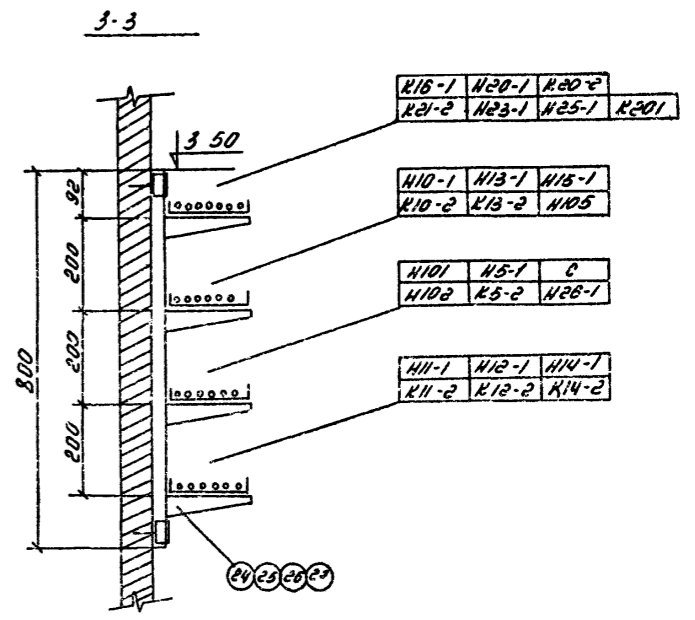 3-3
К16-1 Н20-1 К20-2
К21-2 Н23-1 Н25-1 К201
3 50
92
Н10-1 Н13-1 Н15-1
К10-2 К13-2 Н105
200
Н101 Н5-1 С
Н102 К5-2 Н26-1
200
800
Н11-1 Н12-1 Н14-1
К11-2 К12-2 К14-2
200
24 25 26 23